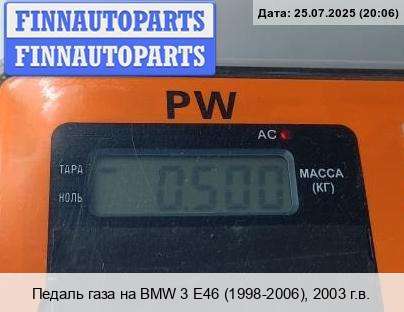 FINNAUTOPARTS
FINNAUTOPARTS
Дата: 25.07.2025 (20:06)
PW
AC
ТАРА
НОЛЬ
0.500
МАССА
(КГ)
Педаль газа на BMW 3 E46 (1998-2006), 2003 г.в.